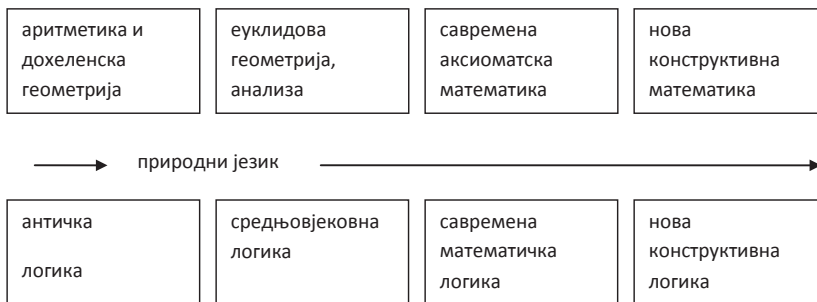 аритметика и
дохеленска
геометрија
еуклидова
геометрија,
анализа
савремена
аксиоматска
математика
нова
конструктивна
математика
природни језик
античка
логика
средњовјековна
логика
савремена
математичка
логика
нова
конструктивна
логика